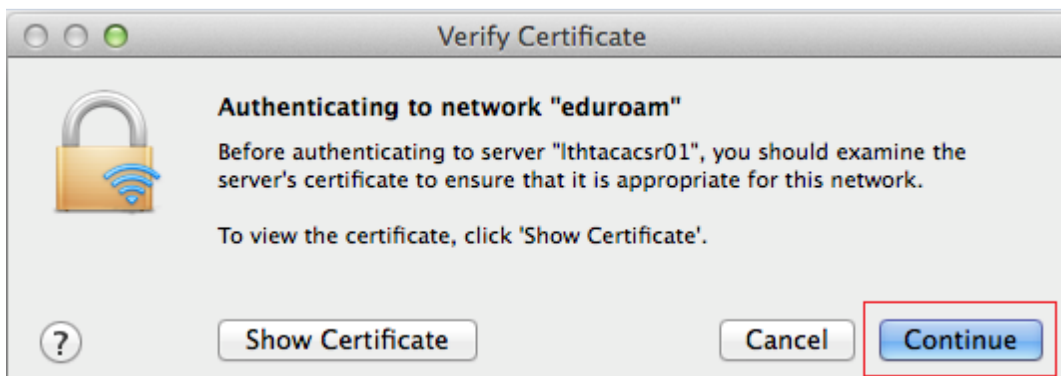 Verify Certificate
Authenticating to network "eduroam"
Before authenticating to server "lthtacacsr01", you should examine the
server's certificate to ensure that it is appropriate for this network.
To view the certificate, click 'Show Certificate'.
?
Show Certificate
Cancel
Continue